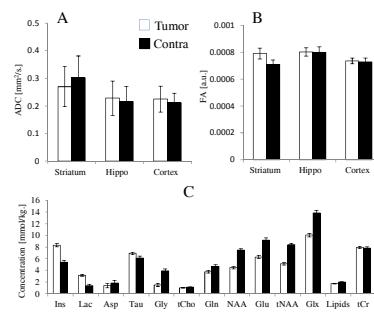 A
Tumor
Contra
ADC [mm²/s.]
0.5
0.4
0.3
0.2
0.1
0
Striatum Hippo Cortex
B
FA [a.u.]
0.001
0.0008
0.0006
0.0004
0.0002
0
Striatum Hippo Cortex
C
Concentration [mmol/kg.]
16
14
12
10
8
6
4
2
0
Ins Lac Asp Tau Gly tCho Gln NAA Glu tNAA Glx Lipids tCr